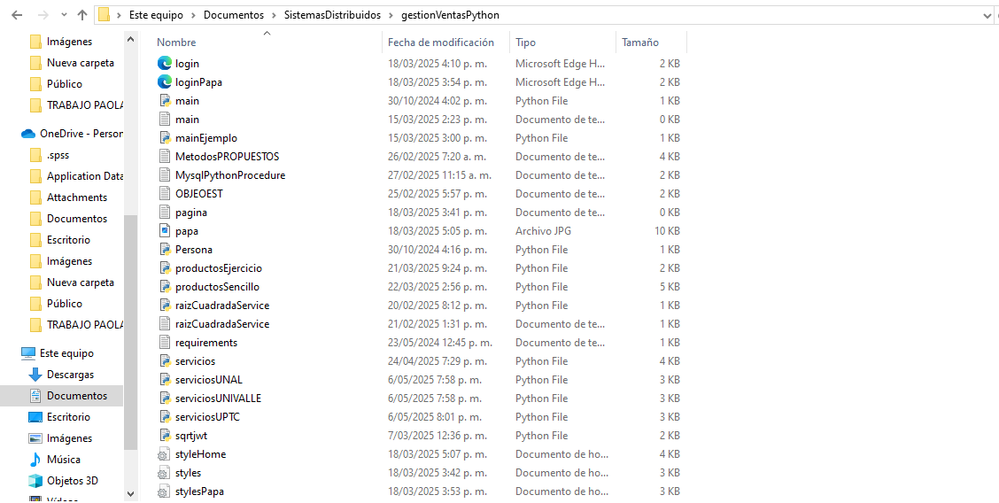 Este equipo > Documentos > SistemasDistribuidos > gestionVentasPython
Imágenes
Nueva carpeta
Público
TRABAJO PAOLA
OneDrive - Person
.spss
Application Data
Attachments
Documentos
Escritorio
Imágenes
Nueva carpeta
Público
TRABAJO PAOLA
Este equipo
Descargas
Documentos
Escritorio
Imágenes
Música
Objetos 3D
Vídeos
Nombre Fecha de modificación Tipo Tamaño
login 18/03/2025 4:10 p. m. Microsoft Edge H... 2 KB
loginPapa 18/03/2025 3:54 p. m. Microsoft Edge H... 2 KB
main 30/10/2024 4:02 p. m. Python File 1 KB
main 15/03/2025 2:23 p. m. Documento de te... 0 KB
mainEjemplo 15/03/2025 3:00 p. m. Python File 1 KB
MetodosPROPUESTOS 26/02/2025 7:20 a. m. Documento de te... 4 KB
MysqlPythonProcedure 27/02/2025 11:15 a. m. Documento de te... 2 KB
OBJEOEST 25/02/2025 5:57 p. m. Documento de te... 2 KB
pagina 18/03/2025 3:41 p. m. Documento de te... 0 KB
papa 18/03/2025 5:05 p. m. Archivo JPG 10 KB
Persona 30/10/2024 4:16 p. m. Python File 1 KB
productosEjercicio 21/03/2025 9:24 p. m. Python File 2 KB
productosSencillo 22/03/2025 2:56 p. m. Python File 5 KB
raizCuadradaService 20/02/2025 8:12 p. m. Python File 1 KB
raizCuadradaService 21/02/2025 1:31 p. m. Documento de te... 1 KB
requirements 23/05/2024 12:45 p. m. Documento de te... 1 KB
servicios 24/04/2025 7:29 p. m. Python File 4 KB
serviciosUNAL 6/05/2025 7:58 p. m. Python File 3 KB
serviciosUNIVALLE 6/05/2025 7:58 p. m. Python File 3 KB
serviciosUPTC 6/05/2025 8:01 p. m. Python File 3 KB
sqrtjwt 7/03/2025 12:36 p. m. Python File 2 KB
styleHome 18/03/2025 5:07 p. m. Documento de ho... 4 KB
styles 18/03/2025 3:42 p. m. Documento de ho... 3 KB
stylesPapa 18/03/2025 3:53 p. m. Documento de ho... 3 KB